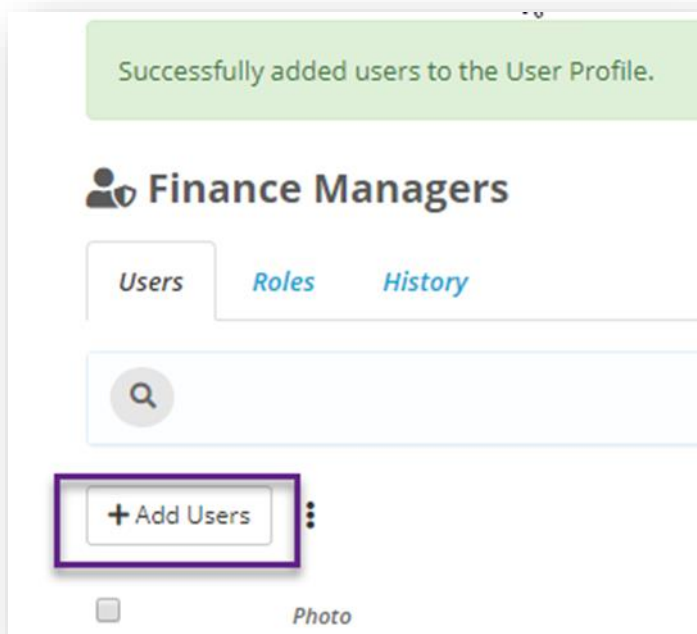 Successfully added users to the User Profile.
Finance Managers
Users Roles History
+ Add Users
Photo